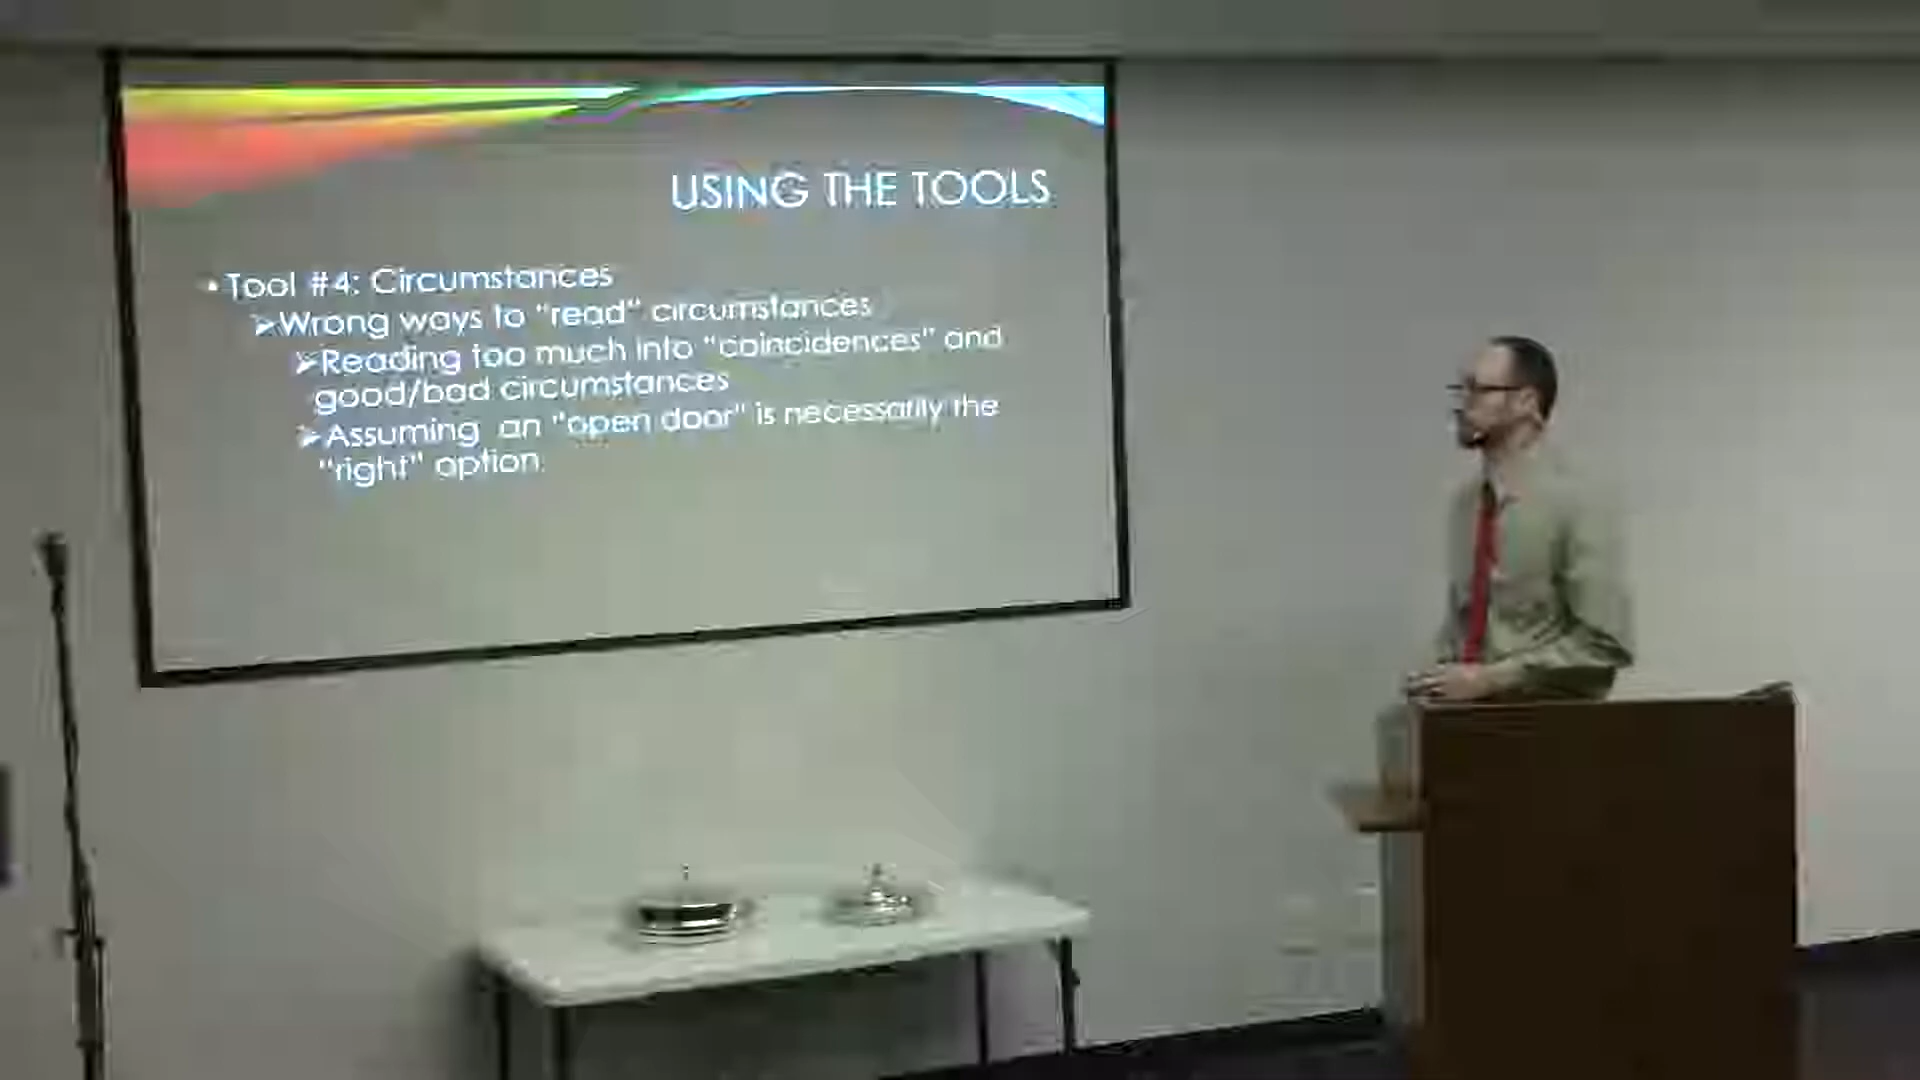 USING THE TOOLS
• Tool #4: Circumstances
➢Wrong ways to "read" circumstances
➢Reading too much into "coincidences" and
good/bad circumstances
➢Assuming an "open door" is necessarily the
"right" option